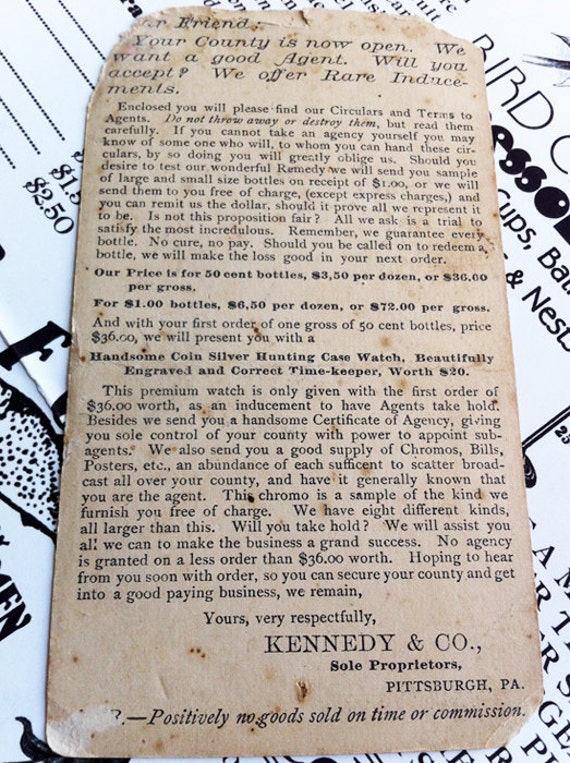 Friend:
Your County is now open. We
want a good Agent. Will you
accept? We offer Rare Induce-
ments.
Enclosed you will please find our Circulars and Terms to
Agents. Do not throw away or destroy them, but read them
carefully. If you cannot take an agency yourself you may
know of some one who will, to whom you can hand these cir-
culars, by so doing you will greatly oblige us. Should you
desire to test our wonderful Remedy we will send you sample
of large and small size bottles on receipt of $1.00, or we will
send them to you free of charge, (except express charges,) and
you can remit us the dollar, should it prove all we represent it
to be. Is not this proposition fair? All we ask is a trial to
satisfy the most incredulous. Remember, we guarantee every
bottle. No cure, no pay. Should you be called on to redeem a
bottle, we will make the loss good in your next order.
Our Price is for 50 cent bottles, $3,50 per dozen, or $36.00
per gross.
For $1.00 bottles, $6,50 per dozen, or $72.00 per gross.
And with your first order of one gross of 50 cent bottles, price
$36.00, we will present you with a
Handsome Coin Silver Hunting Case Watch, Beautifully
Engraved and Correct Time-keeper, Worth $20.
This premium watch is only given with the first order of
$36.00 worth, as an inducement to have Agents take hold.
Besides we send you a handsome Certificate of Agency, giving
you sole control of your county with power to appoint sub-
agents. We also send you a good supply of Chromos, Bills,
Posters, etc., an abundance of each sufficent to scatter broad-
cast all over your county, and have it generally known that
you are the agent. This chromo is a sample of the kind we
furnish you free of charge. We have eight different kinds,
all larger than this. Will you take hold? We will assist you
all we can to make the business a grand success. No agency
is granted on a less order than $36.00 worth. Hoping to hear
from you soon with order, so you can secure your county and get
into a good paying business, we remain,
Yours, very respectfully,
KENNEDY & CO.,
Sole Proprietors,
PITTSBURGH, PA.
B.—Positively no goods sold on time or commission.
$2.50
BIRD
Cups,
& Nests
25
MEN